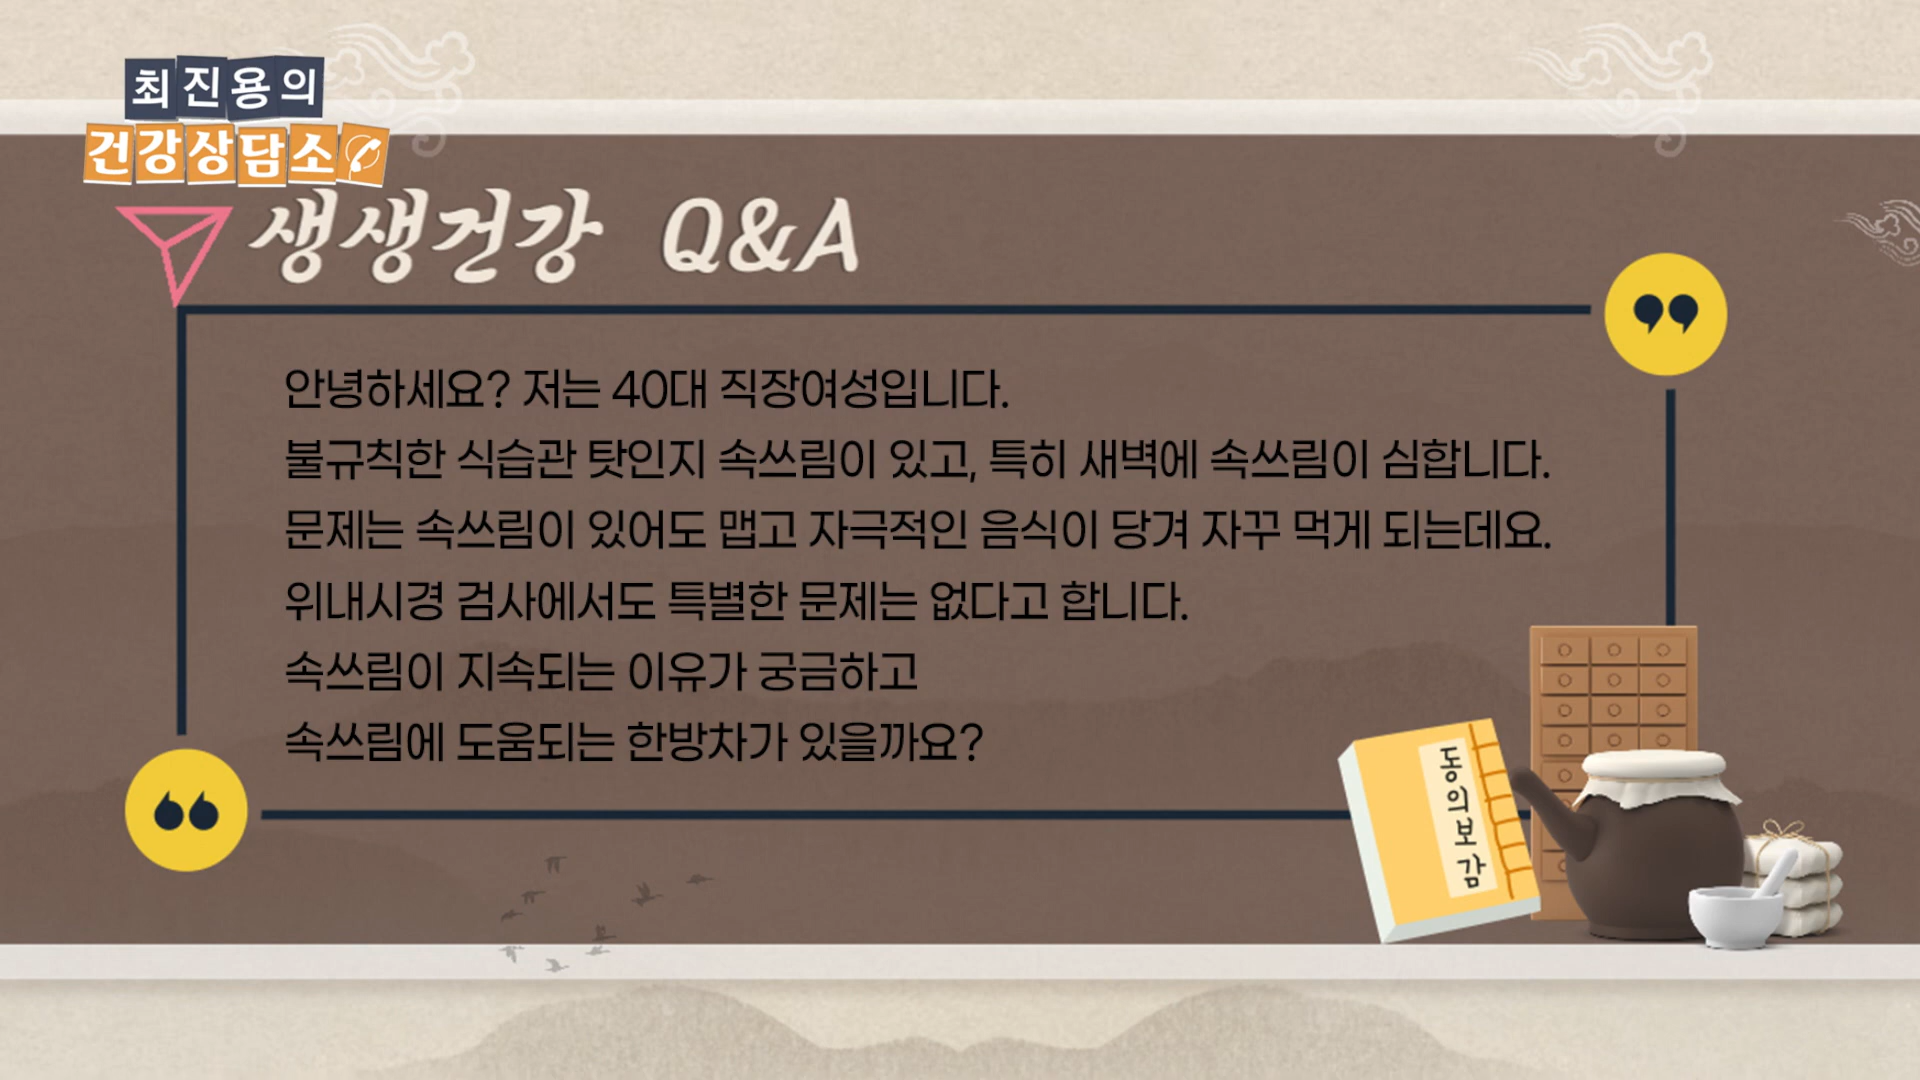 최진용의
건강상담소
생생건강 Q&A
안녕하세요? 저는 40대 직장여성입니다.
불규칙한 식습관 탓인지 속쓰림이 있고, 특히 새벽에 속쓰림이 심합니다.
문제는 속쓰림이 있어도 맵고 자극적인 음식이 당겨 자꾸 먹게 되는데요.
위내시경 검사에서도 특별한 문제는 없다고 합니다.
속쓰림이 지속되는 이유가 궁금하고
속쓰림에 도움되는 한방차가 있을까요?
동의보감